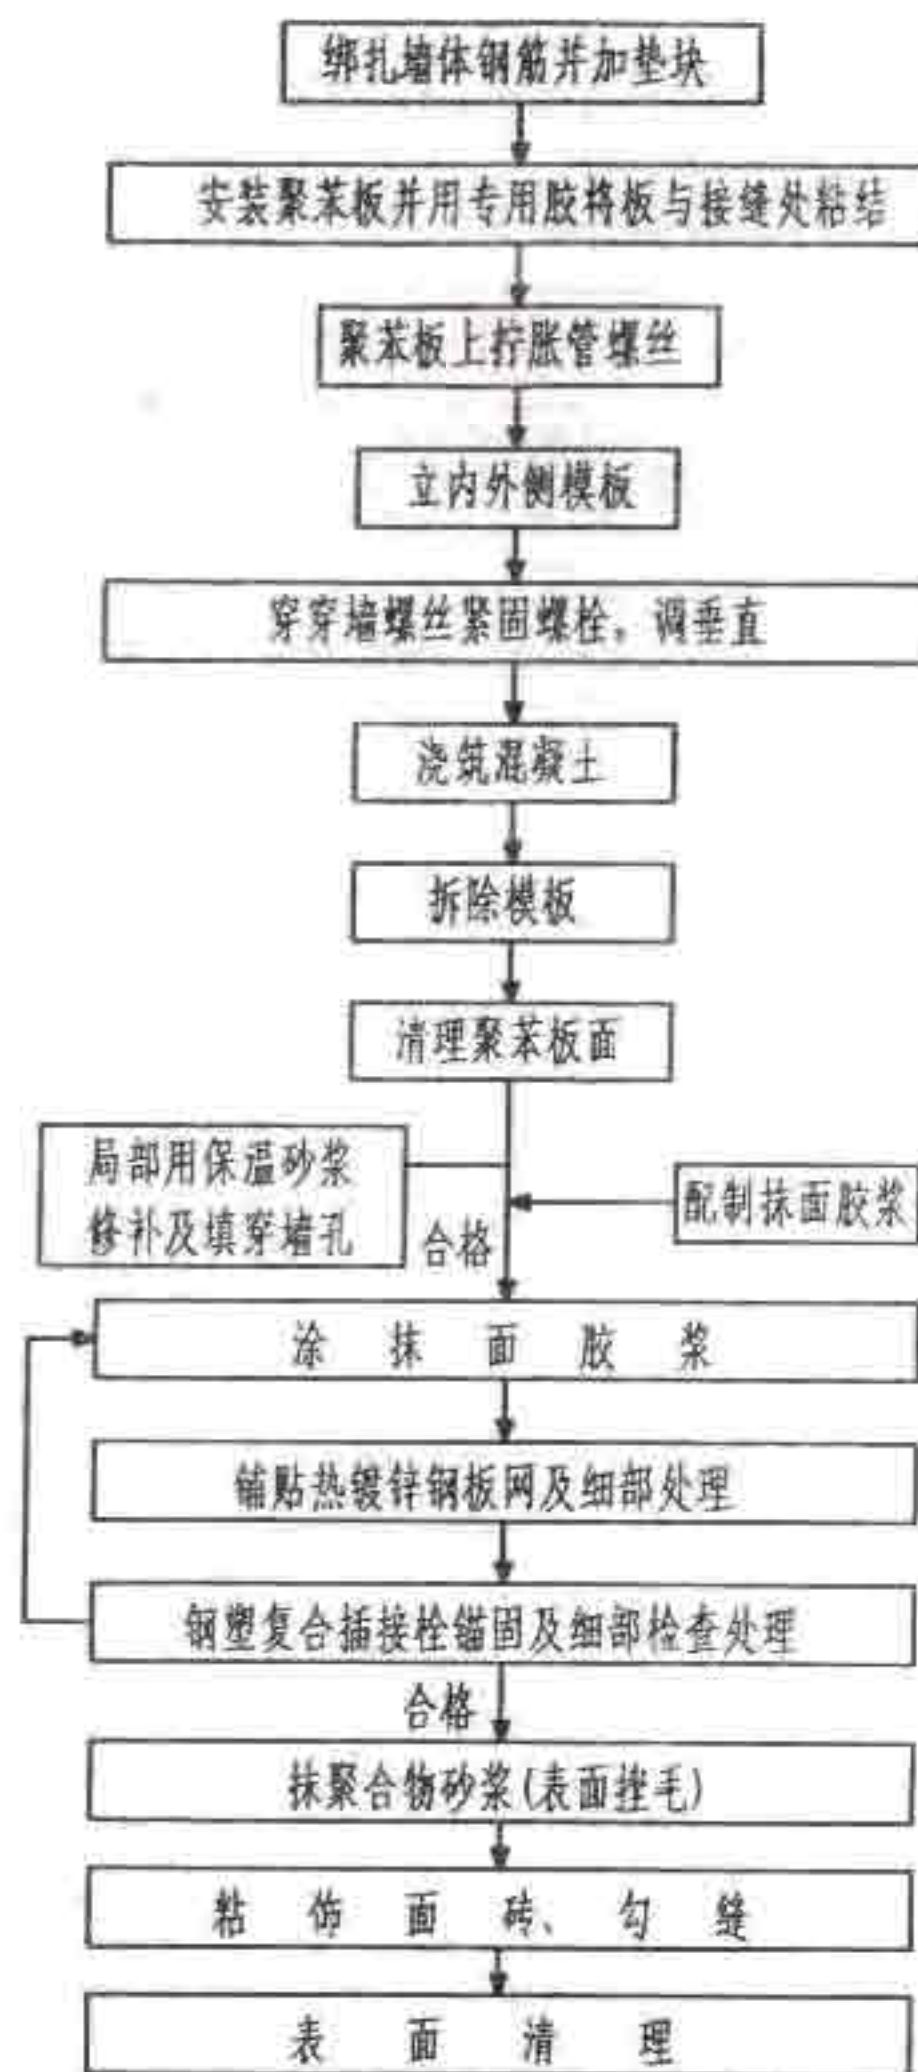 绑扎墙体钢筋并加垫块
安装聚苯板并用专用胶将板与接缝处粘结
聚苯板上拧胀管螺丝
立内外侧模板
穿穿墙螺丝紧固螺栓，调垂直
浇筑混凝土
拆除模板
清理聚苯板面
局部用保温砂浆
修补及填穿墙孔
配制抹面胶浆
合格
涂抹面胶浆
铺贴热镀锌钢板网及细部处理
钢塑复合插接栓锚固及细部检查处理
合格
抹聚合物砂浆(表面搓毛)
粘饰面砖、勾缝
表面清理